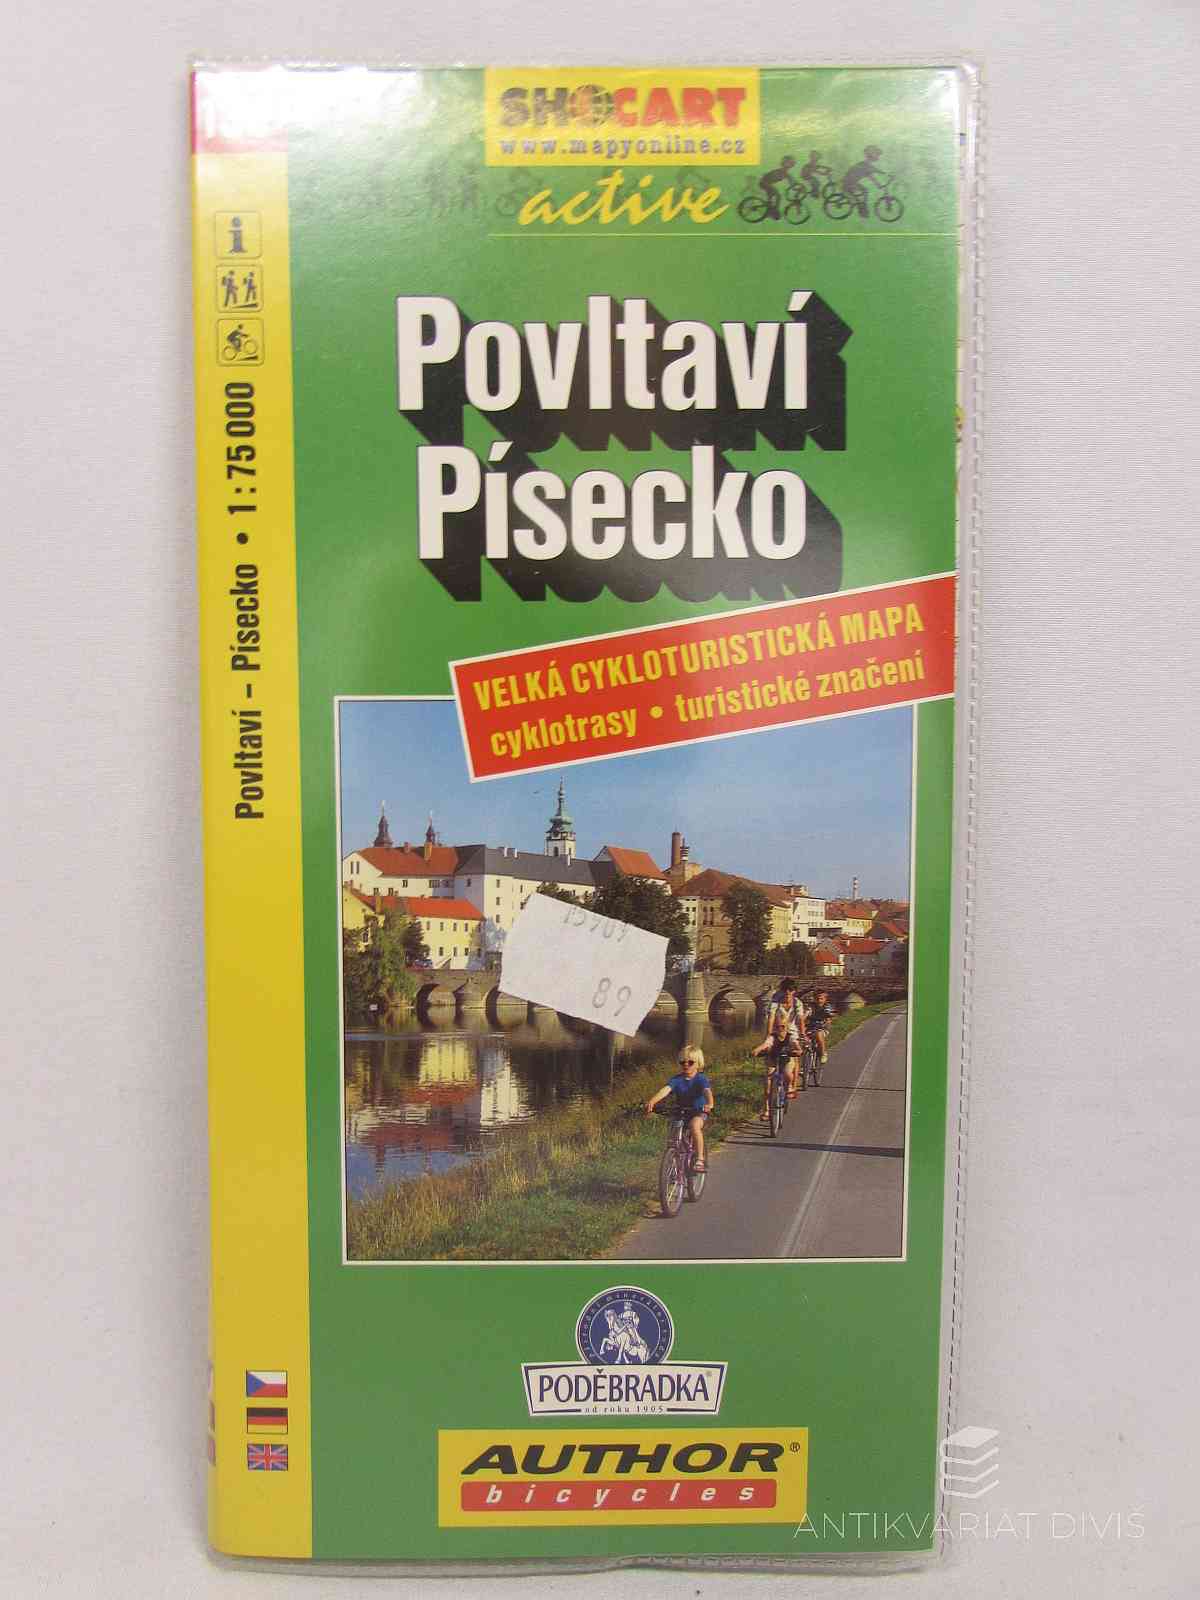 SHOCART
www.mapyonline.cz
active
Povltaví
Písecko
VELKÁ CYKLOTURISTICKÁ MAPA
cyklotrasy • turistické značení
Povltaví – Písecko • 1 : 75 000
i
89
PODĚBRADKA®
od roku 1905
AUTHOR®
bicycles
ANTIKVARIAT DIVIŠ